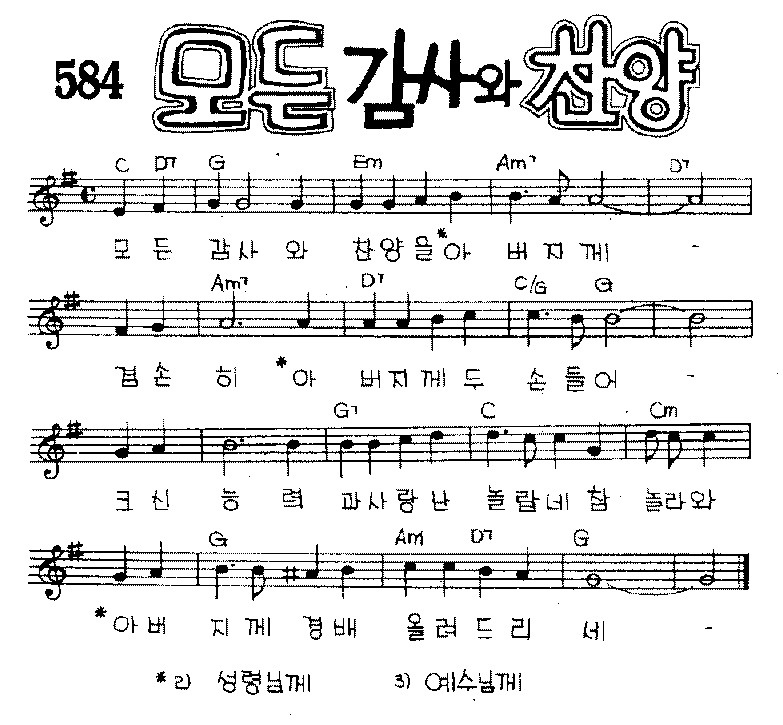 584 모든 감사와 찬양
C D7 G Em Am7 D7
모 든 감사 와 찬양을*아 버 지 께 -
Am7 D7 C/G G
겸 손 히 *아 버지께 두 손 들어 -
G7 C Cm
크 신 능 력 과사랑난 놀랍네참 놀라와
G Am D7 G
*아버 지 께 경배 올 려 드 리 세 -
*2) 성령님께 3) 예수님께